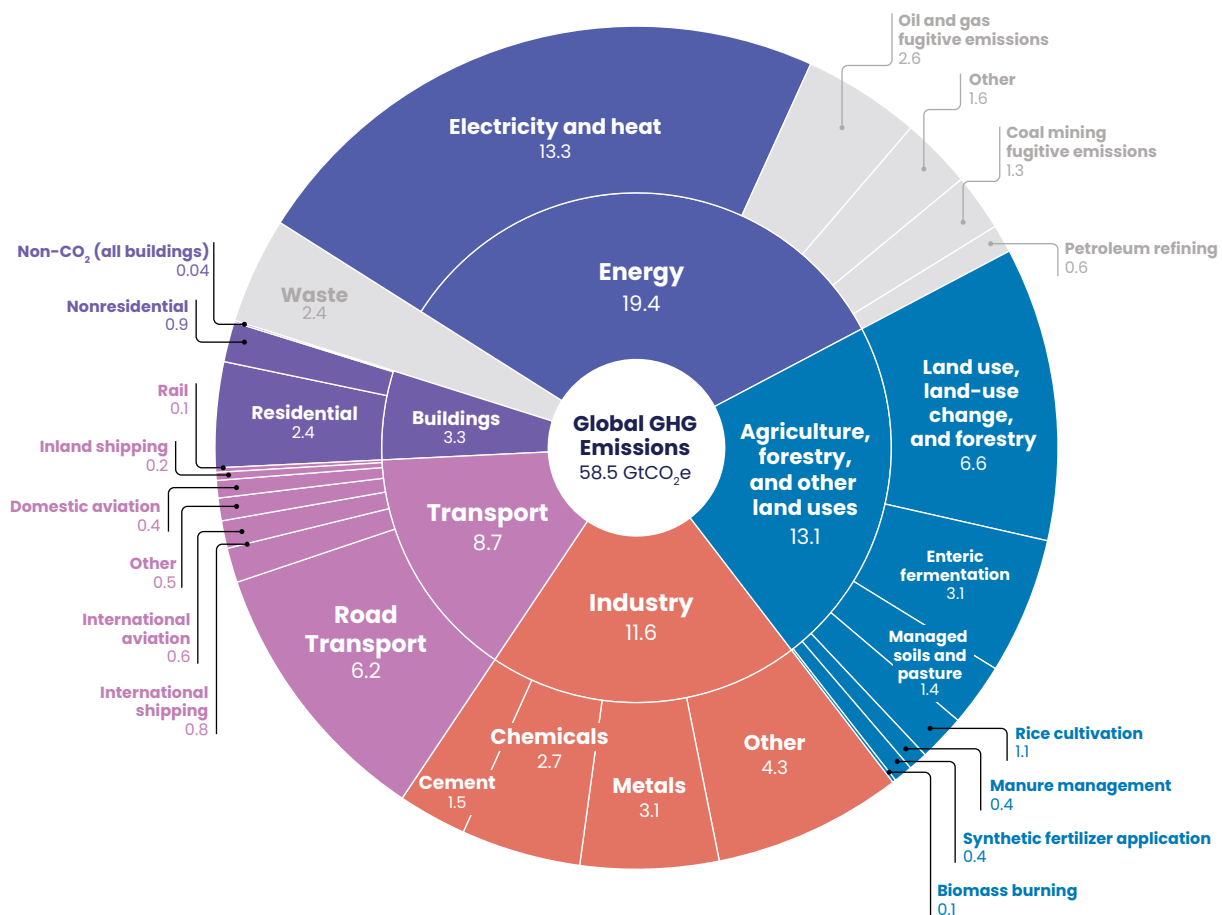 Oil and gas
fugitive emissions
2.6
Other
1.6
Coal mining
fugitive emissions
1.3
Petroleum refining
0.6
Electricity and heat
13.3
Energy
19.4
Waste
2.4
Non-CO₂ (all buildings)
0.04
Nonresidential
0.9
Residential
2.4
Buildings
3.3
Rail
0.1
Inland shipping
0.2
Domestic aviation
0.4
Other
0.5
International
aviation
0.6
International
shipping
0.8
Transport
8.7
Road
Transport
6.2
Global GHG
Emissions
58.5 GtCO₂e
Agriculture,
forestry,
and other
land uses
13.1
Land use,
land-use
change,
and forestry
6.6
Enteric
fermentation
3.1
Managed
soils and
pasture
1.4
Rice cultivation
1.1
Manure management
0.4
Synthetic fertilizer application
0.4
Biomass burning
0.1
Industry
11.6
Cement
1.5
Chemicals
2.7
Metals
3.1
Other
4.3